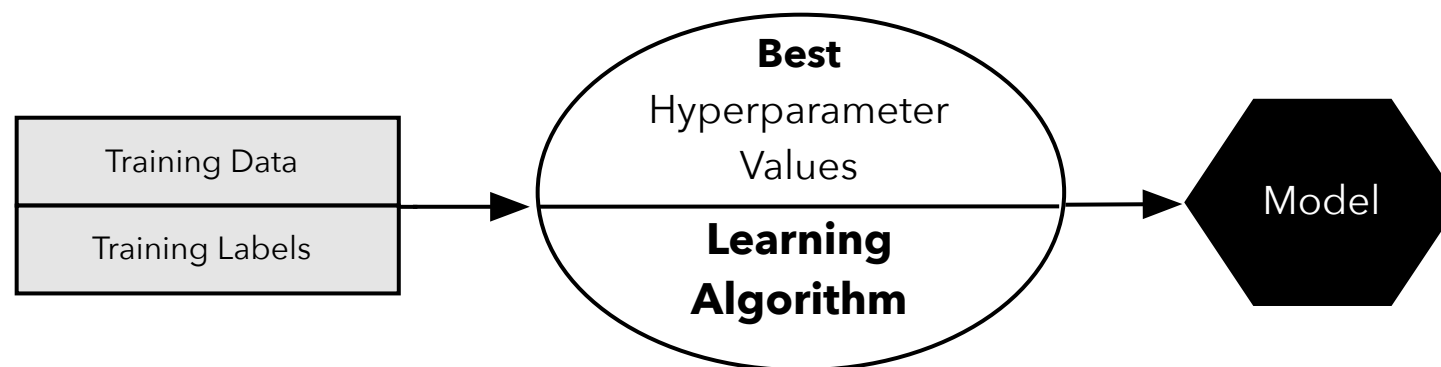 Training Data
Training Labels
Best
Hyperparameter
Values
Learning
Algorithm
Model